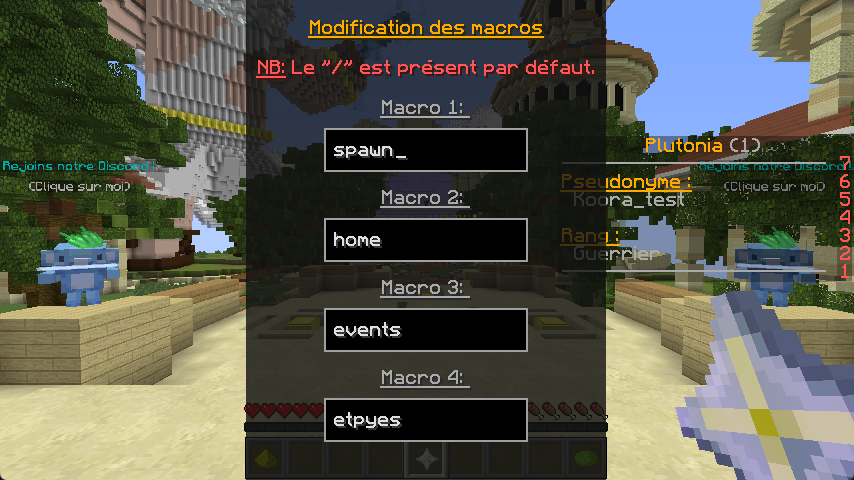 Modification des macros
NB: Le "/" est présent par défaut.
Macro 1:
spawn_
Macro 2:
home
Macro 3:
events
Macro 4:
etpyes
Rejoins notre Discord
(Clique sur moi)
Plutonia (1)
Rejoins notre Discord
7
Pseudonyme :
(Clique sur moi)
6
Koora_test
5
4
Rang :
3
Guerrier
2
1